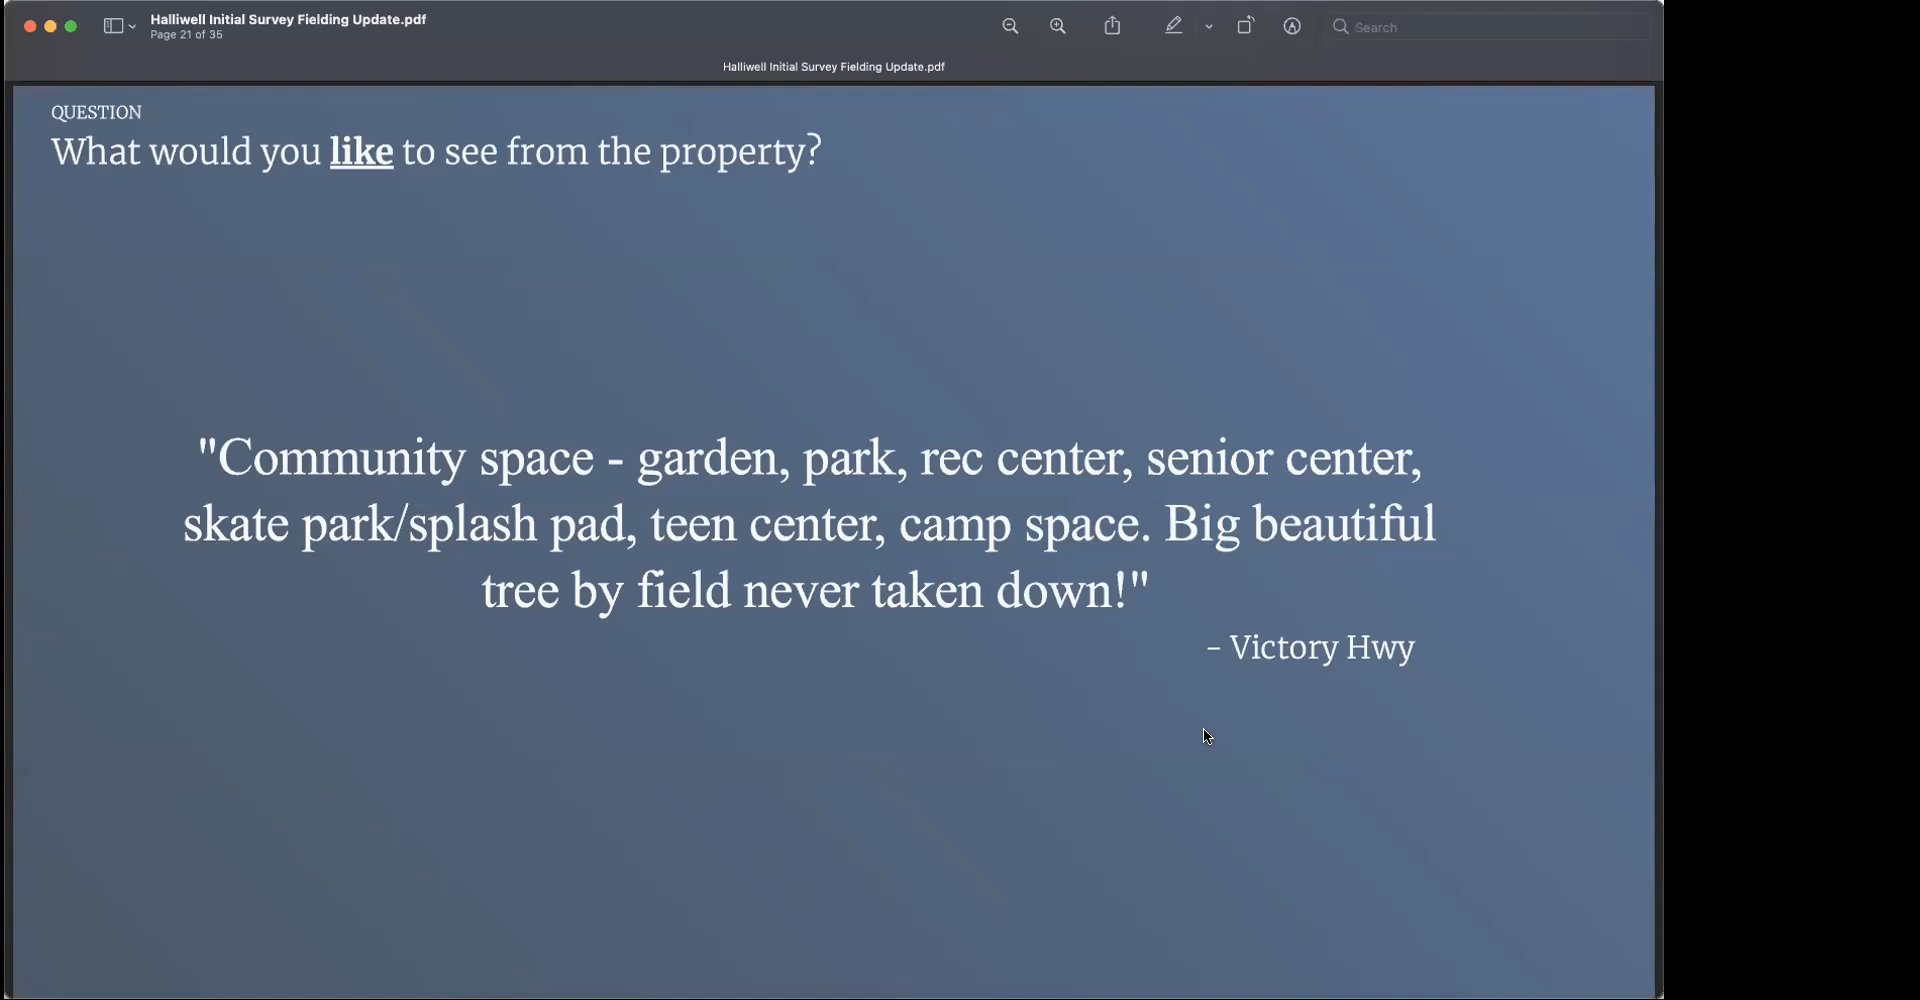 Halliwell Initial Survey Fielding Update.pdf
Page 21 of 35
Search
Halliwell Initial Survey Fielding Update.pdf
QUESTION
What would you like to see from the property?
"Community space - garden, park, rec center, senior center,
skate park/splash pad, teen center, camp space. Big beautiful
tree by field never taken down!"
- Victory Hwy